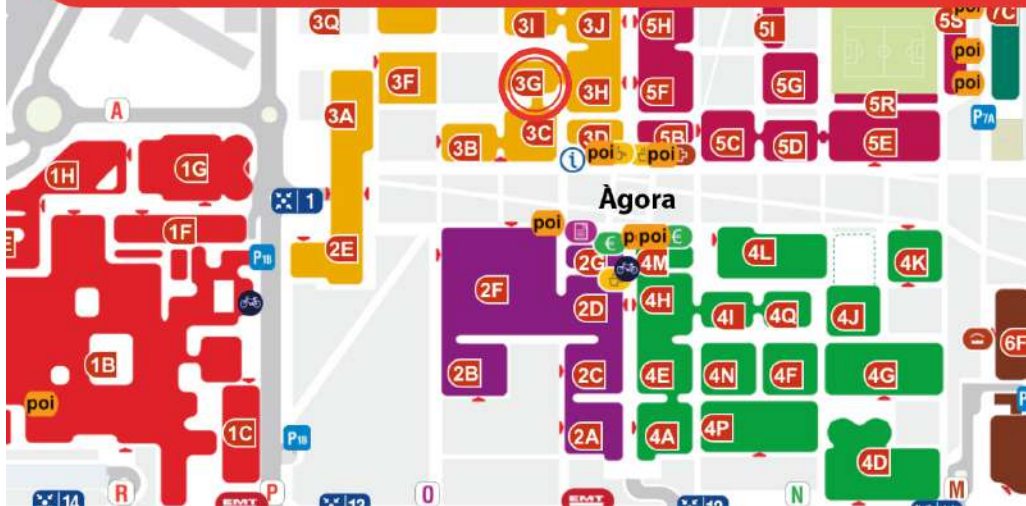 3Q
3I
3J
5H
5I
5S
poi
7C
3F
3G
3H
5F
5G
poi
poi
A
3A
5R
P7A
3B
3C
3D
5B
5C
5D
5E
i
poi
poi
1H
1G
1
Àgora
1F
poi
€
poi
€
2E
P1B
2G
4M
4L
4K
2F
2D
4H
4I
4Q
4J
6F
1B
2B
2C
4E
4N
4F
4G
poi
1C
P1B
2A
4A
4P
4D
14
R
EMT
P
13
O
EMT
12
N
M